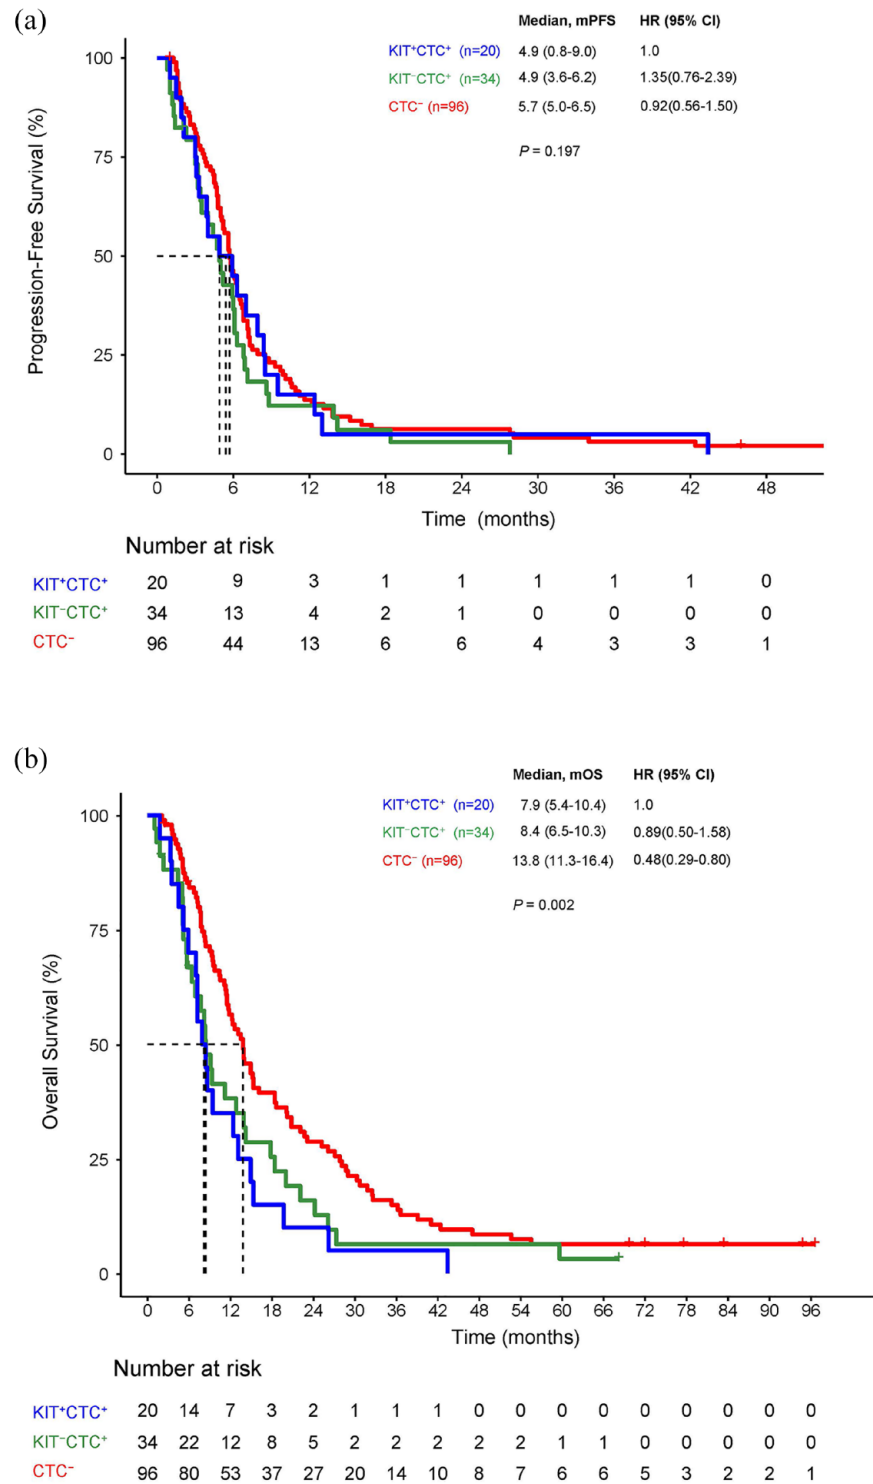 (a)
Median, mPFS HR (95% CI)
KIT⁺CTC⁺ (n=20) 4.9 (0.8-9.0) 1.0
KIT⁻CTC⁺ (n=34) 4.9 (3.6-6.2) 1.35(0.76-2.39)
CTC⁻ (n=96) 5.7 (5.0-6.5) 0.92(0.56-1.50)
P = 0.197
Progression-Free Survival (%)
100
75
50
25
0
0 6 12 18 24 30 36 42 48
Time (months)
Number at risk
KIT⁺CTC⁺ 20 9 3 1 1 1 1 1 0
KIT⁻CTC⁺ 34 13 4 2 1 0 0 0 0
CTC⁻ 96 44 13 6 6 4 3 3 1
(b)
Median, mOS HR (95% CI)
KIT⁺CTC⁺ (n=20) 7.9 (5.4-10.4) 1.0
KIT⁻CTC⁺ (n=34) 8.4 (6.5-10.3) 0.89(0.50-1.58)
CTC⁻ (n=96) 13.8 (11.3-16.4) 0.48(0.29-0.80)
P = 0.002
Overall Survival (%)
100
75
50
25
0
0 6 12 18 24 30 36 42 48 54 60 66 72 78 84 90 96
Time (months)
Number at risk
KIT⁺CTC⁺ 20 14 7 3 2 1 1 1 0 0 0 0 0 0 0 0 0
KIT⁻CTC⁺ 34 22 12 8 5 2 2 2 2 2 1 1 0 0 0 0 0
CTC⁻ 96 80 53 37 27 20 14 10 8 7 6 6 5 3 2 2 1